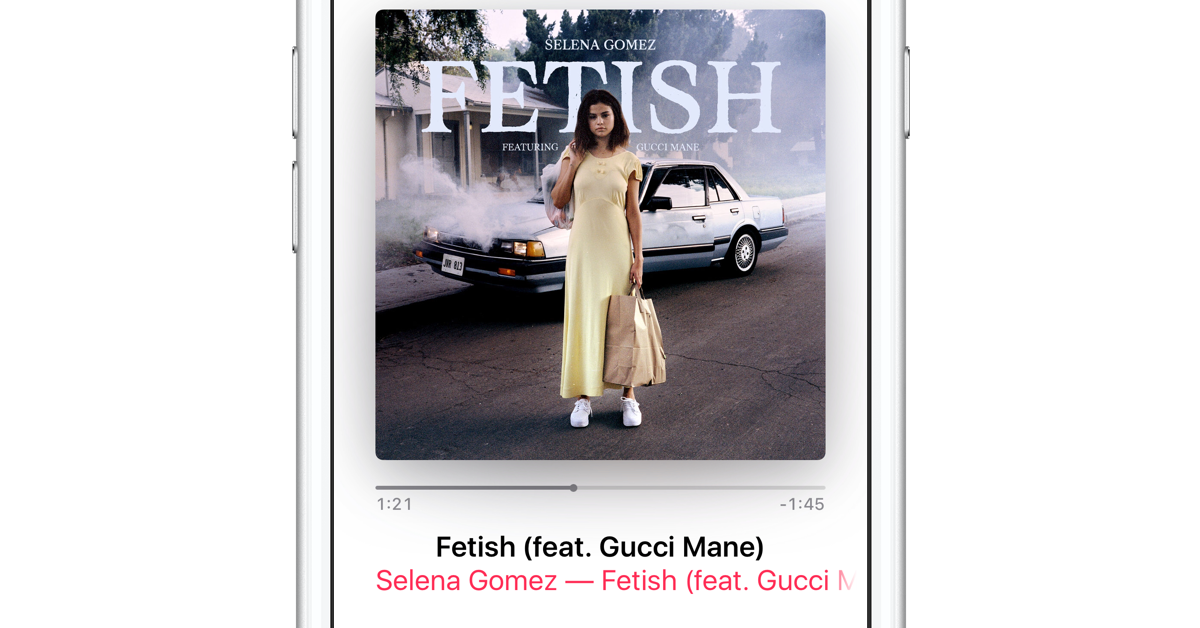 SELENA GOMEZ
FETISH
FEATURING GUCCI MANE
1:21 -1:45
Fetish (feat. Gucci Mane)
Selena Gomez — Fetish (feat. Gucci M